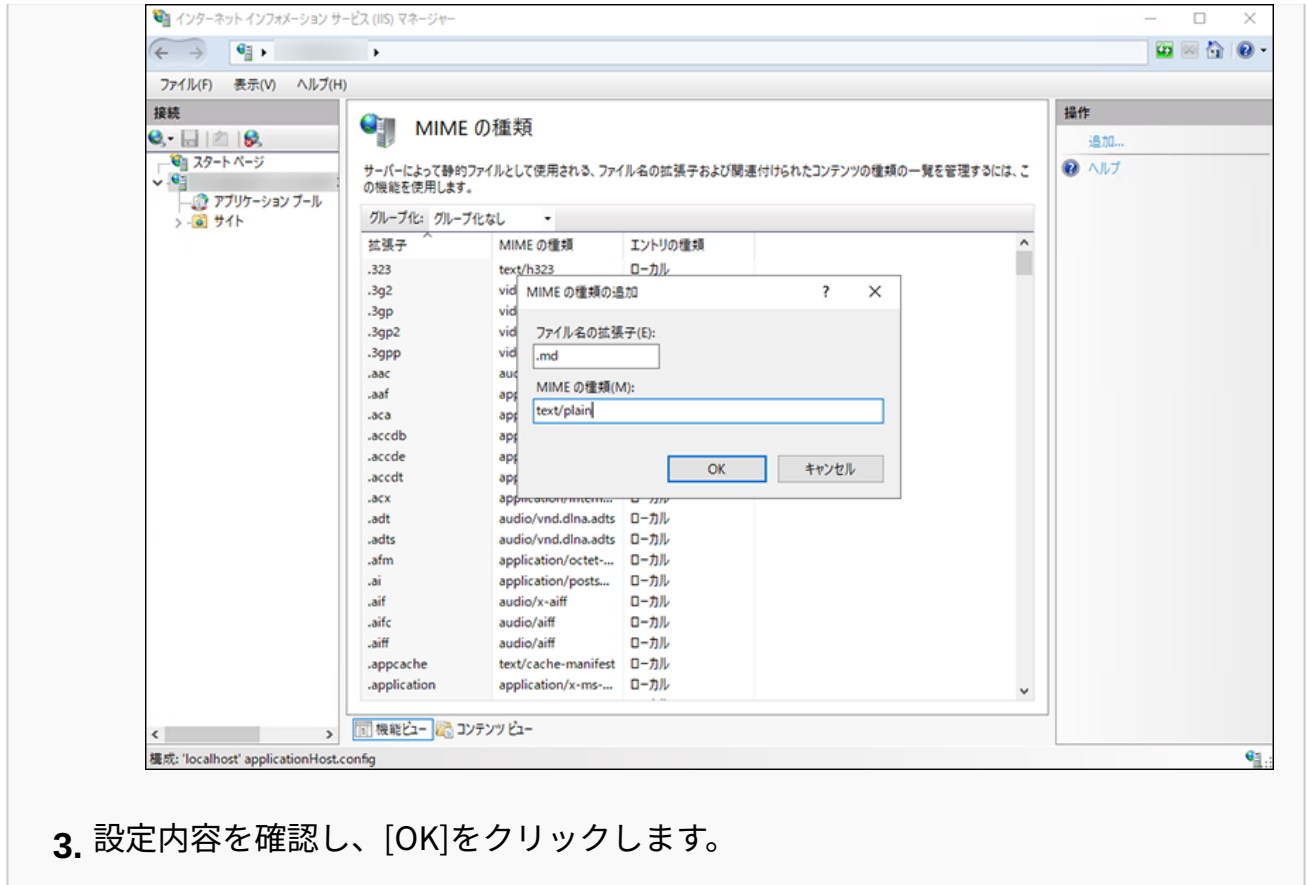 インターネット インフォメーション サービス (IIS) マネージャー
ファイル(F) 表示(V) ヘルプ(H)
接続
スタート ページ
アプリケーション プール
サイト
MIME の種類
サーバーによって静的ファイルとして使用される、ファイル名の拡張子および関連付けられたコンテンツの種類の一覧を管理するには、こ
の機能を使用します。
グループ化: グループ化なし
拡張子 MIME の種類 エントリの種類
.323 text/h323 ローカル
.3g2 vid
.3gp vid
.3gp2 vid
.3gpp vid
.aac aud
.aaf app
.aca app
.accdb app
.accde app
.accdt app
.acx application/intern... ローカル
.adt audio/vnd.dlna.adts ローカル
.adts audio/vnd.dlna.adts ローカル
.afm application/octet-... ローカル
.ai application/posts... ローカル
.aif audio/x-aiff ローカル
.aifc audio/aiff ローカル
.aiff audio/aiff ローカル
.appcache text/cache-manifest ローカル
.application application/x-ms-... ローカル
MIME の種類の追加 ?
ファイル名の拡張子(E):
.md
MIME の種類(M):
text/plain
OK キャンセル
機能ビュー コンテンツ ビュー
操作
追加...
ヘルプ
構成: 'localhost' applicationHost.config
3. 設定内容を確認し、[OK]をクリックします。